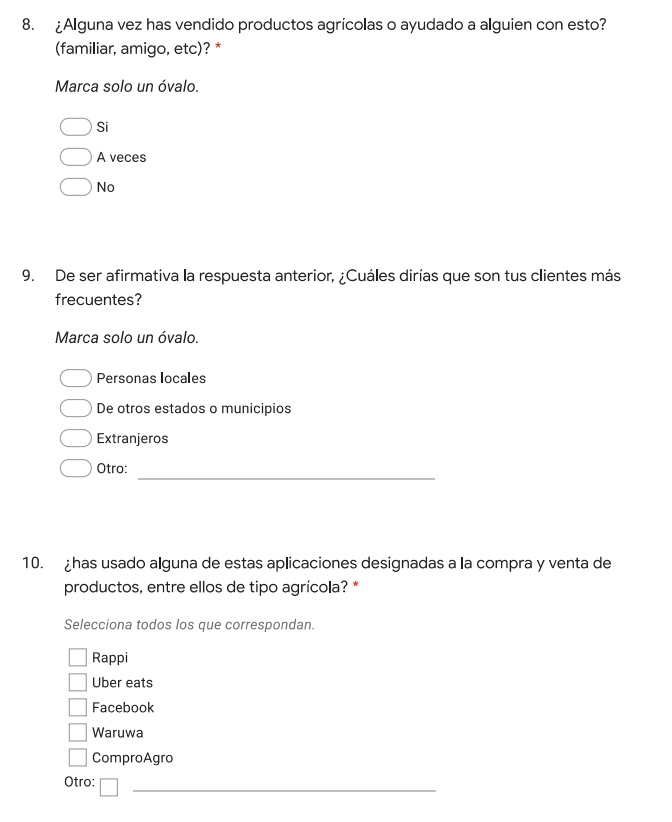 8. ¿Alguna vez has vendido productos agrícolas o ayudado a alguien con esto?
(familiar, amigo, etc)? *
Marca solo un óvalo.
Si
A veces
No
9. De ser afirmativa la respuesta anterior, ¿Cuáles dirías que son tus clientes más
frecuentes?
Marca solo un óvalo.
Personas locales
De otros estados o municipios
Extranjeros
Otro:
10. ¿has usado alguna de estas aplicaciones designadas a la compra y venta de
productos, entre ellos de tipo agrícola? *
Selecciona todos los que correspondan.
Rappi
Uber eats
Facebook
Waruwa
ComproAgro
Otro: